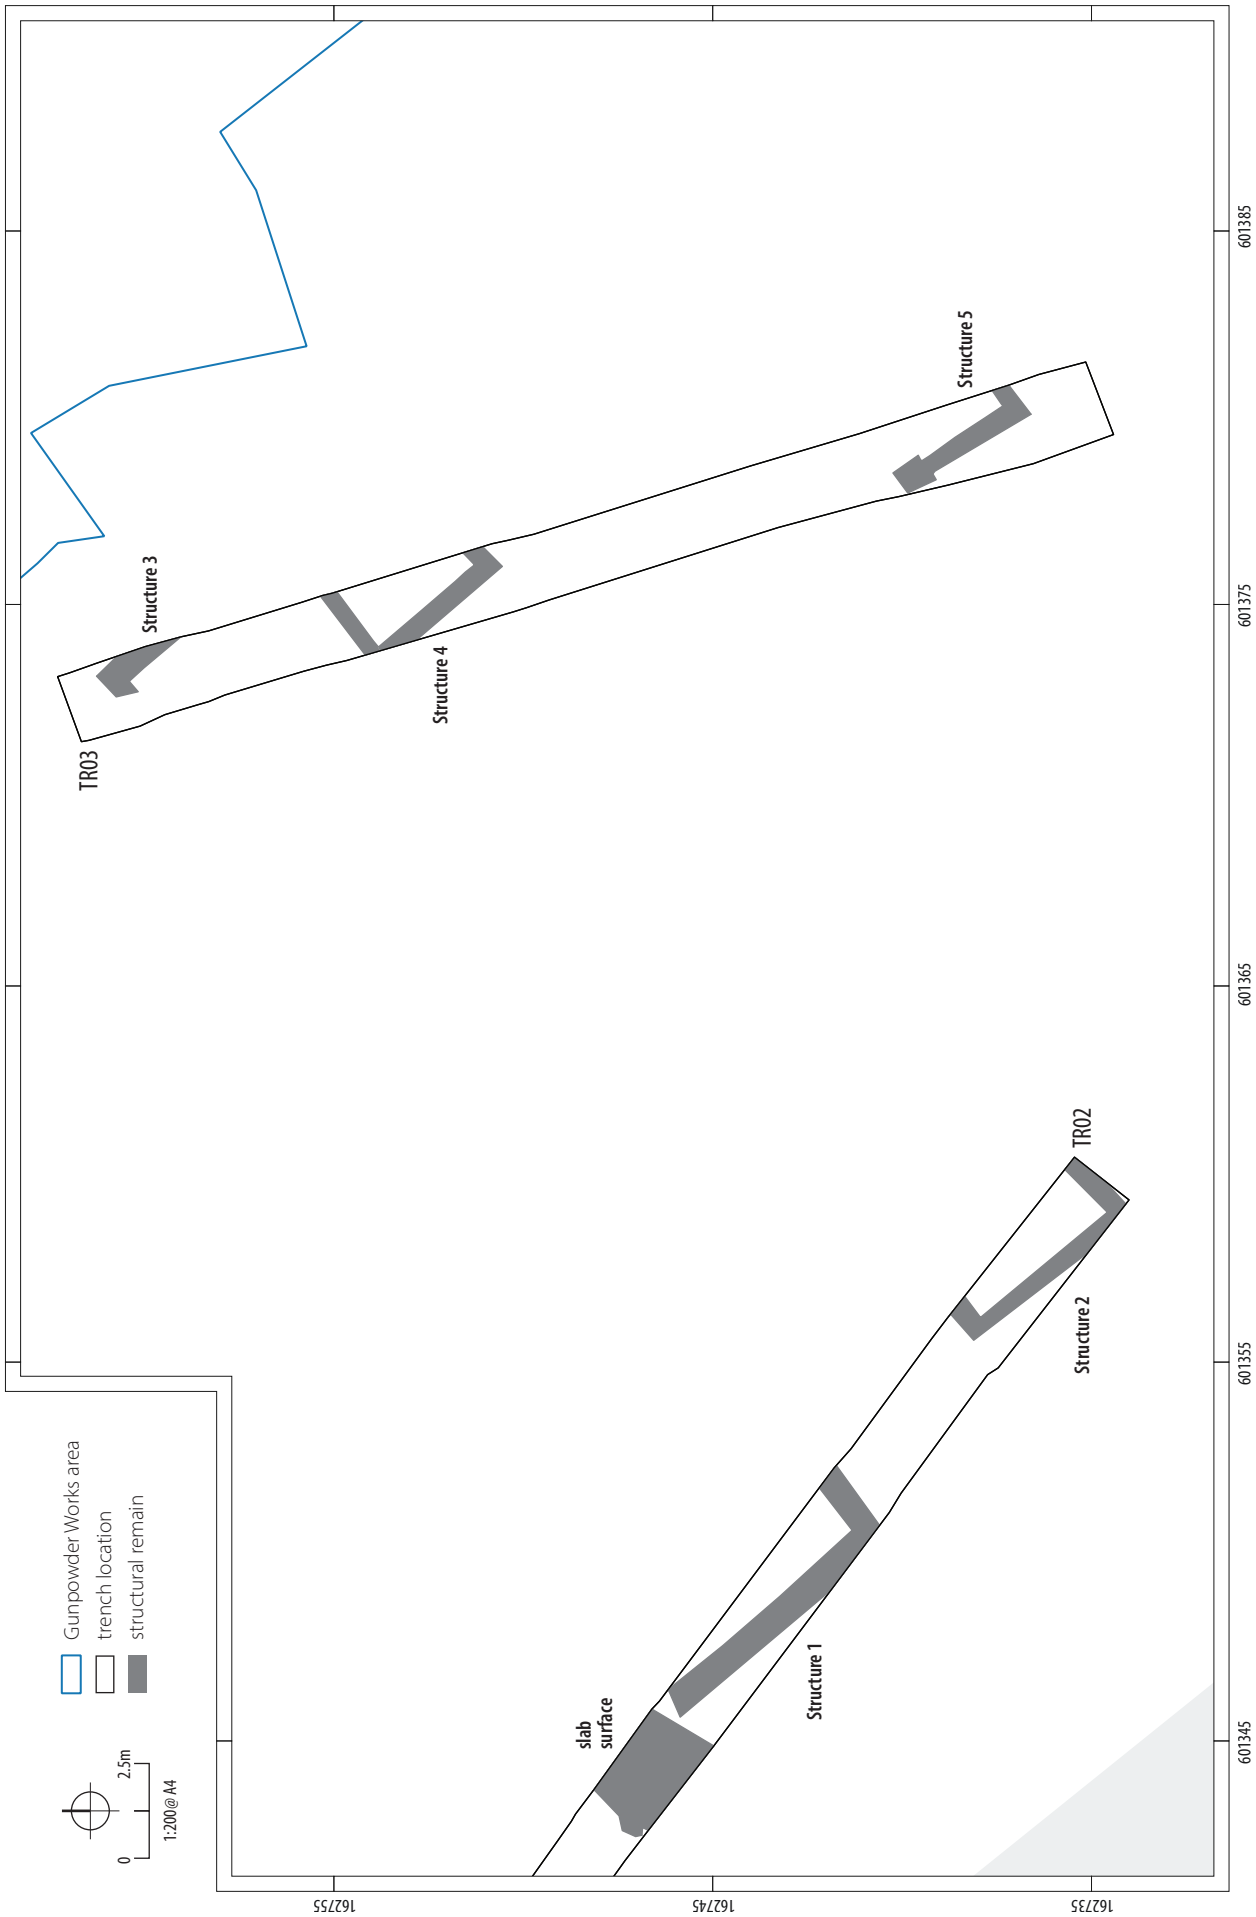 Gunpowder Works area
trench location
structural remain
0
2.5m
1:200@A4
TR03
Structure 3
Structure 4
Structure 5
slab
surface
Structure 1
Structure 2
TR02
601345
601355
601365
601375
601385
162755
162745
162735